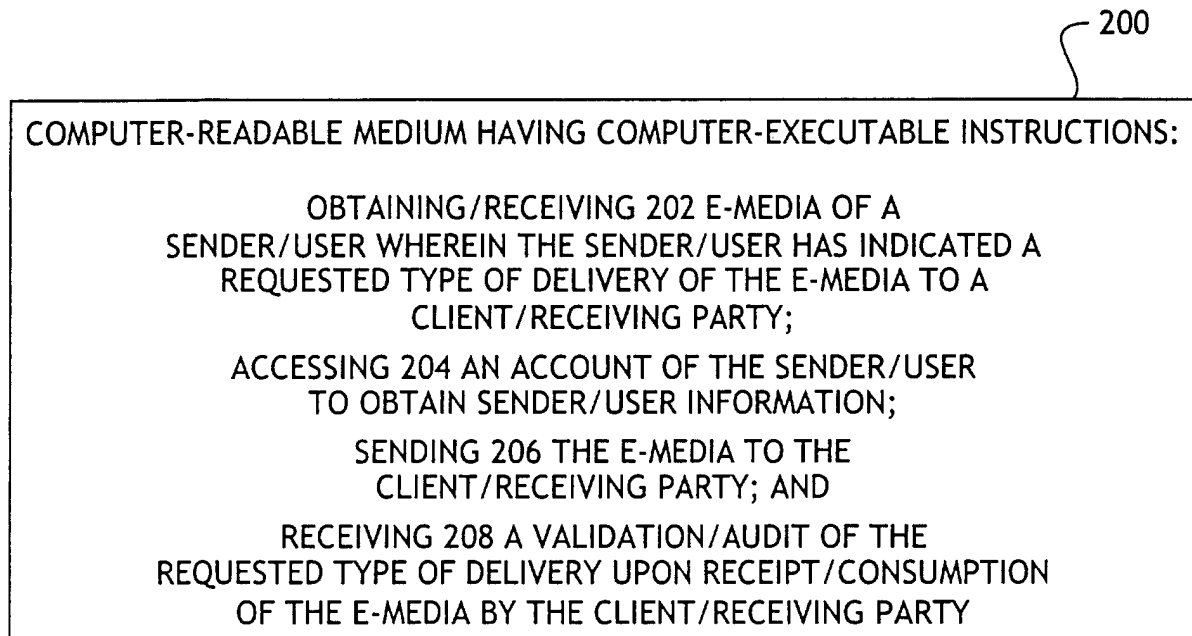 200
COMPUTER-READABLE MEDIUM HAVING COMPUTER-EXECUTABLE INSTRUCTIONS:
OBTAINING/RECEIVING 202 E-MEDIA OF A
SENDER/USER WHEREIN THE SENDER/USER HAS INDICATED A
REQUESTED TYPE OF DELIVERY OF THE E-MEDIA TO A
CLIENT/RECEIVING PARTY;
ACCESSING 204 AN ACCOUNT OF THE SENDER/USER
TO OBTAIN SENDER/USER INFORMATION;
SENDING 206 THE E-MEDIA TO THE
CLIENT/RECEIVING PARTY; AND
RECEIVING 208 A VALIDATION/AUDIT OF THE
REQUESTED TYPE OF DELIVERY UPON RECEIPT/CONSUMPTION
OF THE E-MEDIA BY THE CLIENT/RECEIVING PARTY